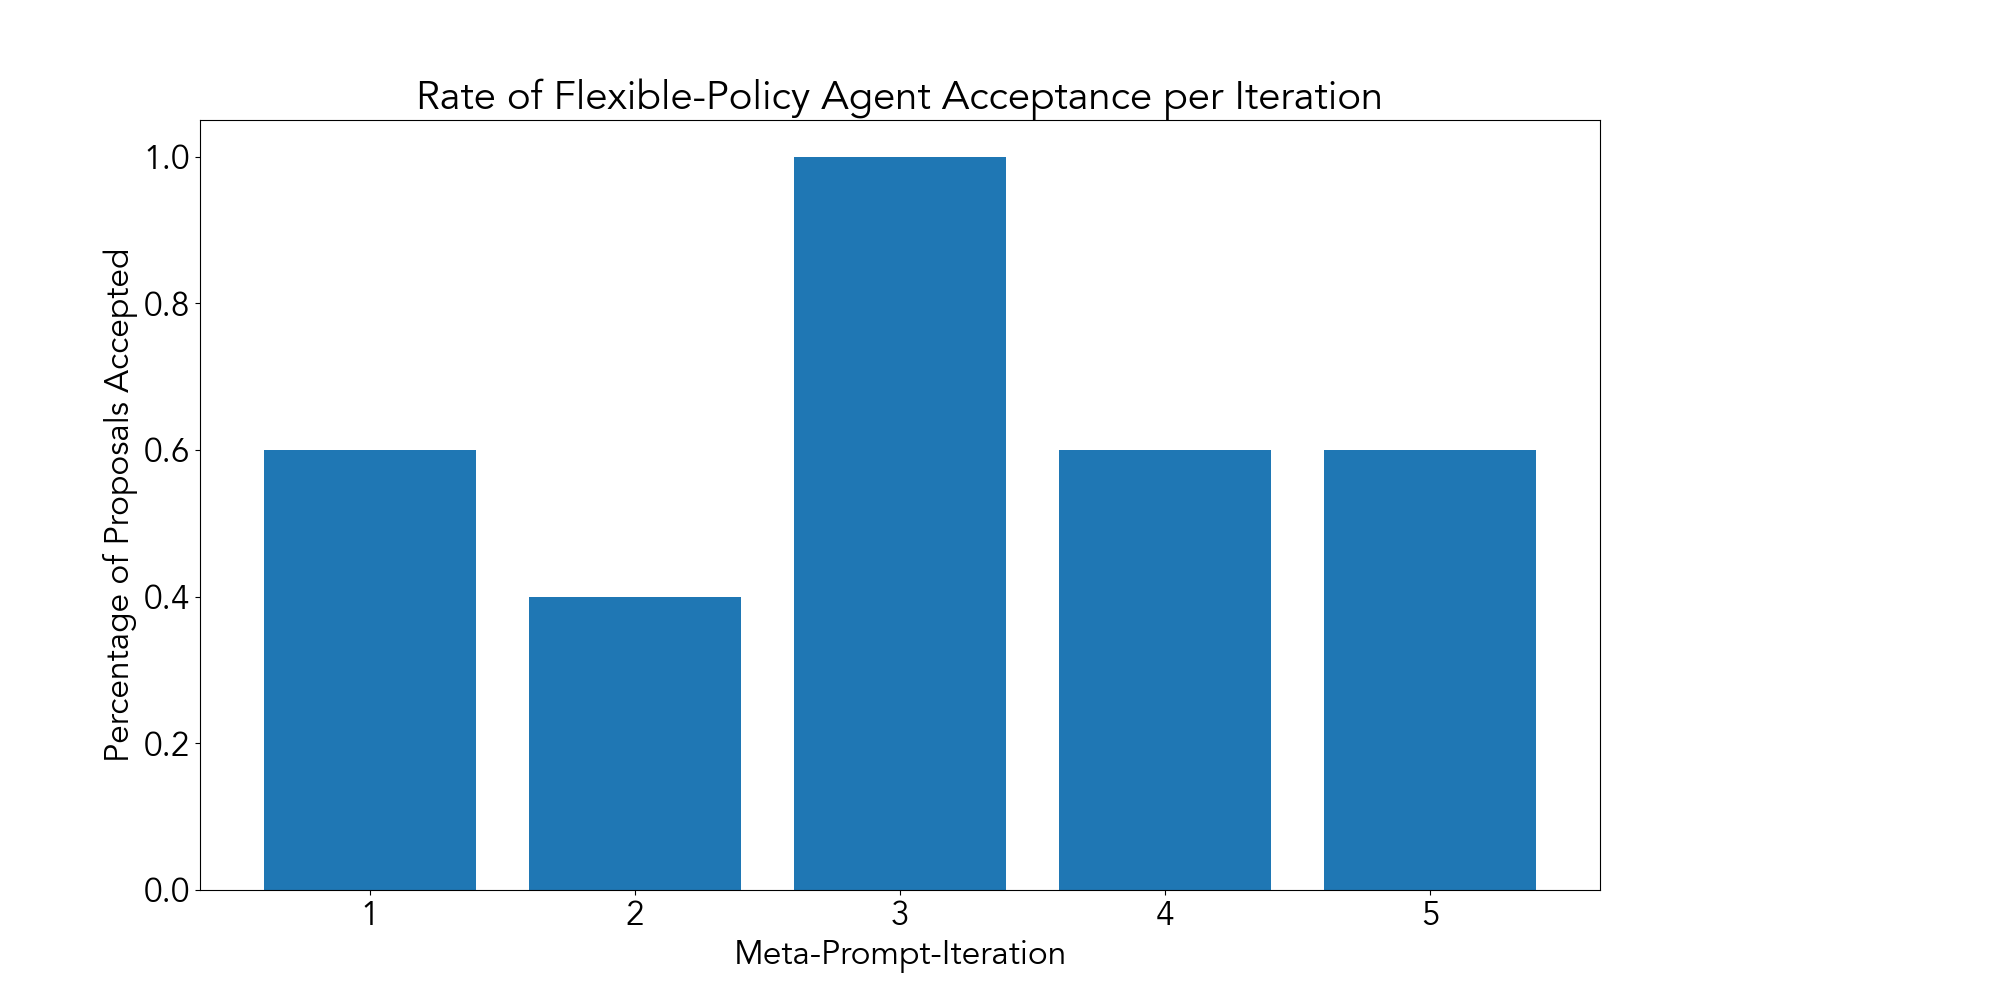 Rate of Flexible-Policy Agent Acceptance per Iteration
Percentage of Proposals Accepted
1.0
0.8
0.6
0.4
0.2
0.0
1 2 3 4 5
Meta-Prompt-Iteration